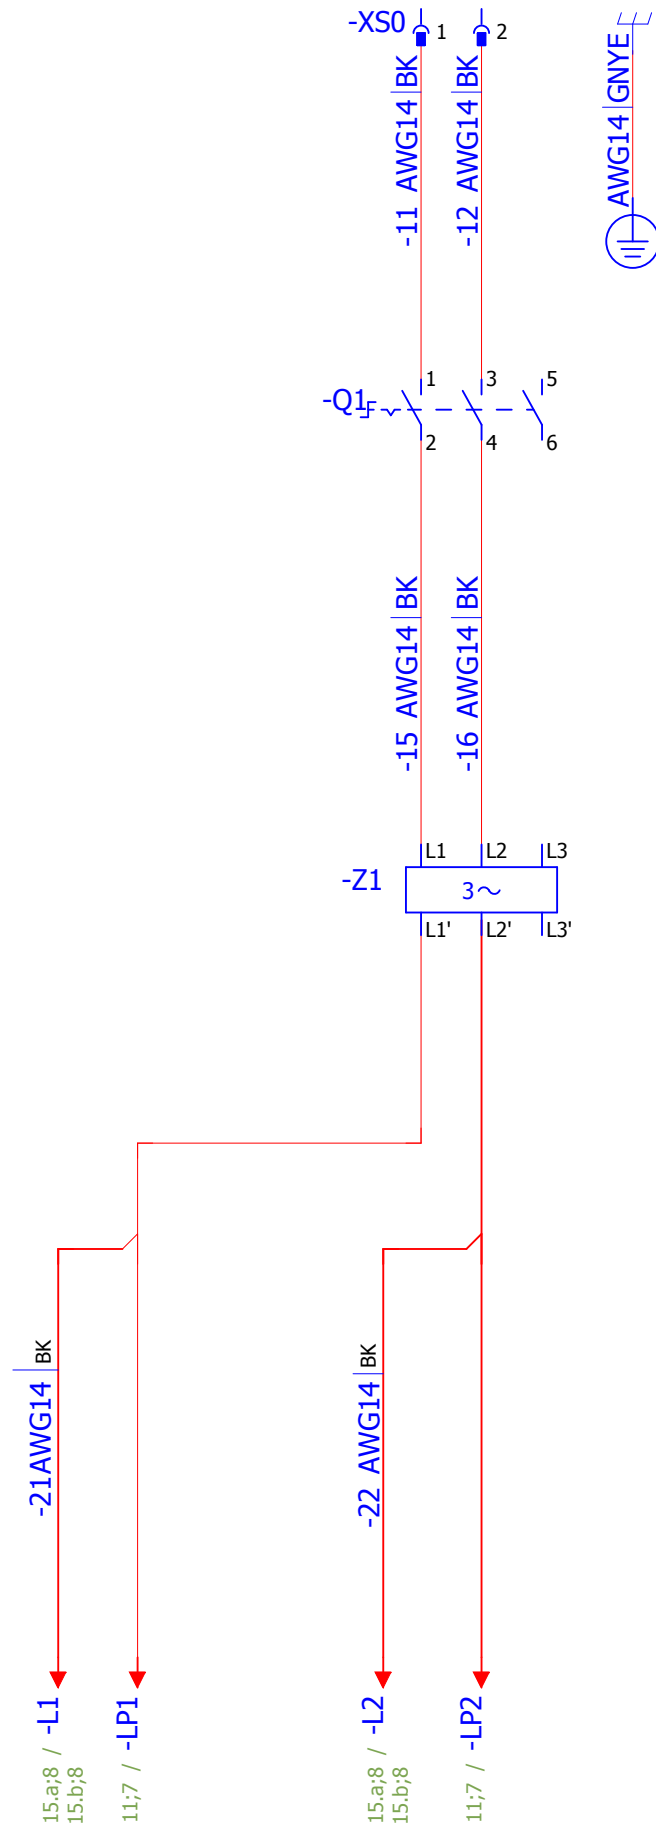 -XS0
1
2
-11 AWG14 BK
-12 AWG14 BK
AWG14 GNYE
-Q1
1
3
5
2
4
6
-15 AWG14 BK
-16 AWG14 BK
-Z1
L1
L2
L3
3~
L1'
L2'
L3'
-21AWG14 BK
-22 AWG14 BK
15.a;8 / -L1
15.b;8
11;7 / -LP1
15.a;8 / -L2
15.b;8
11;7 / -LP2